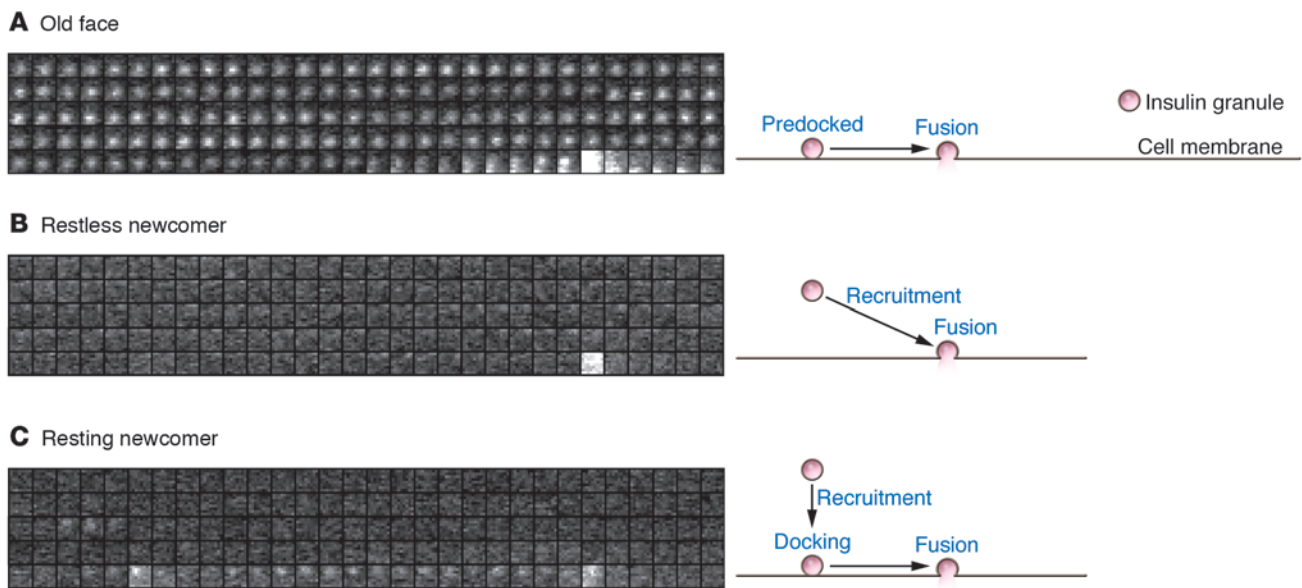 A Old face
Predocked
Fusion
Insulin granule
Cell membrane
B Restless newcomer
Recruitment
Fusion
C Resting newcomer
Recruitment
Docking
Fusion